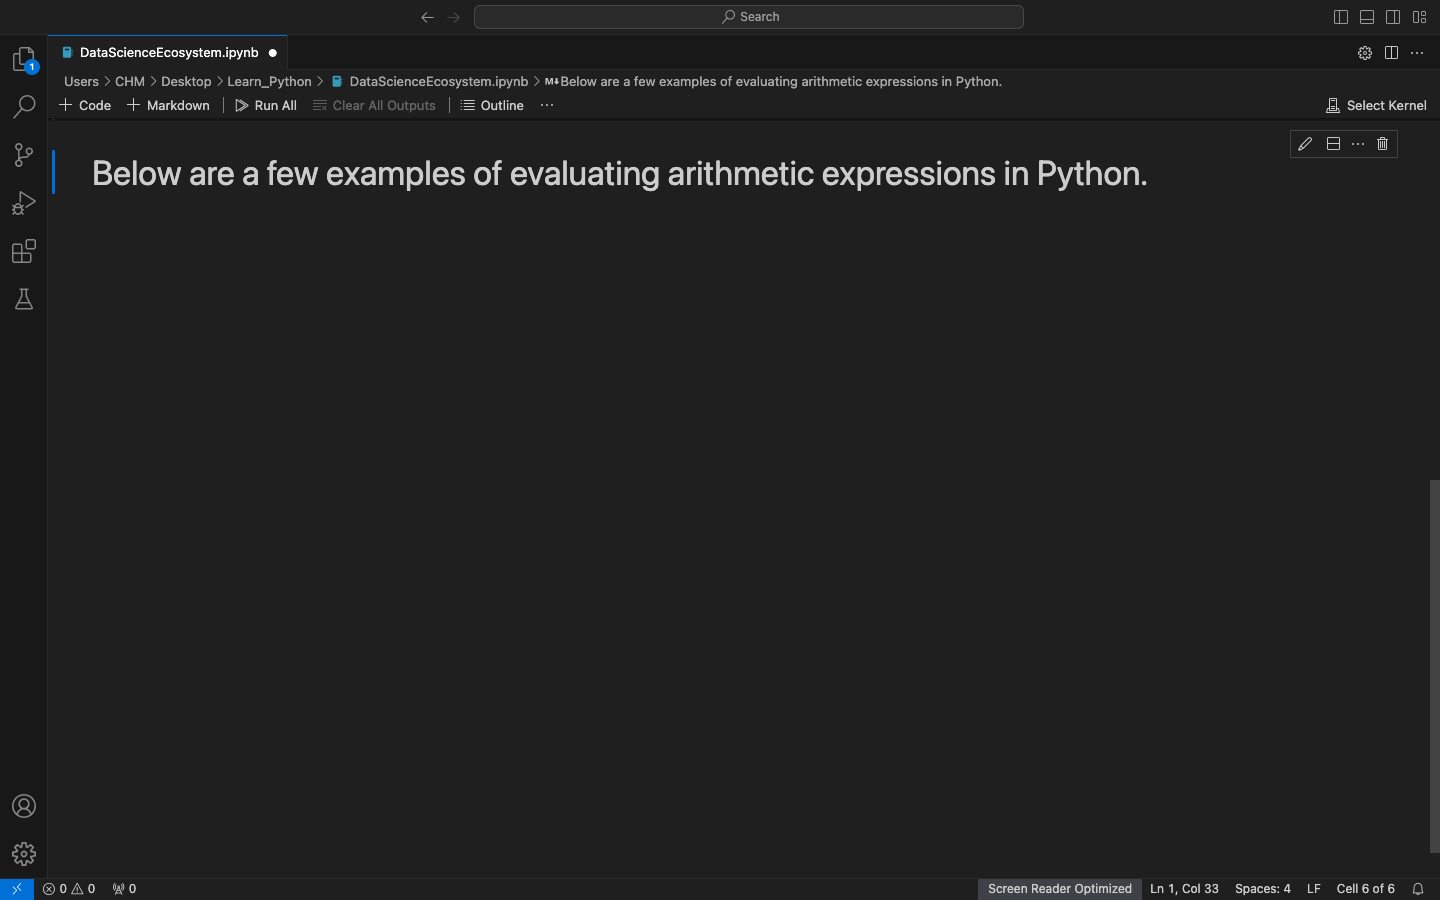 Search
DataScienceEcosystem.ipynb
1
Users > CHM > Desktop > Learn_Python > DataScienceEcosystem.ipynb > M↓Below are a few examples of evaluating arithmetic expressions in Python.
+ Code + Markdown Run All Clear All Outputs Outline ··· Select Kernel
Below are a few examples of evaluating arithmetic expressions in Python.
0 0 0 Screen Reader Optimized Ln 1, Col 33 Spaces: 4 LF Cell 6 of 6